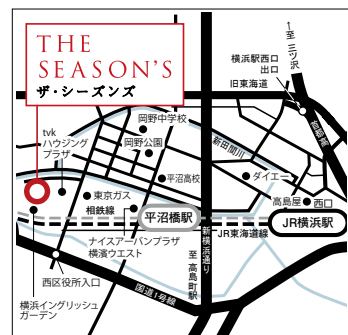 THE
SEASON'S
ザ・シーズンズ
至 三ツ沢
横浜駅西口
出口
旧東海道
首都高
岡野中学校
tvk
ハウジング
プラザ
岡野公園
新田間川
平沼高校
ダイエー
東京ガス
高島屋
西口
相鉄線
平沼橋駅
JR横浜駅
JR東海道線
ナイスアーバンプラザ
横濱ウエスト
新横浜通り
至 高島町駅
西区役所入口
横浜イングリッシュ
ガーデン
国道1号線